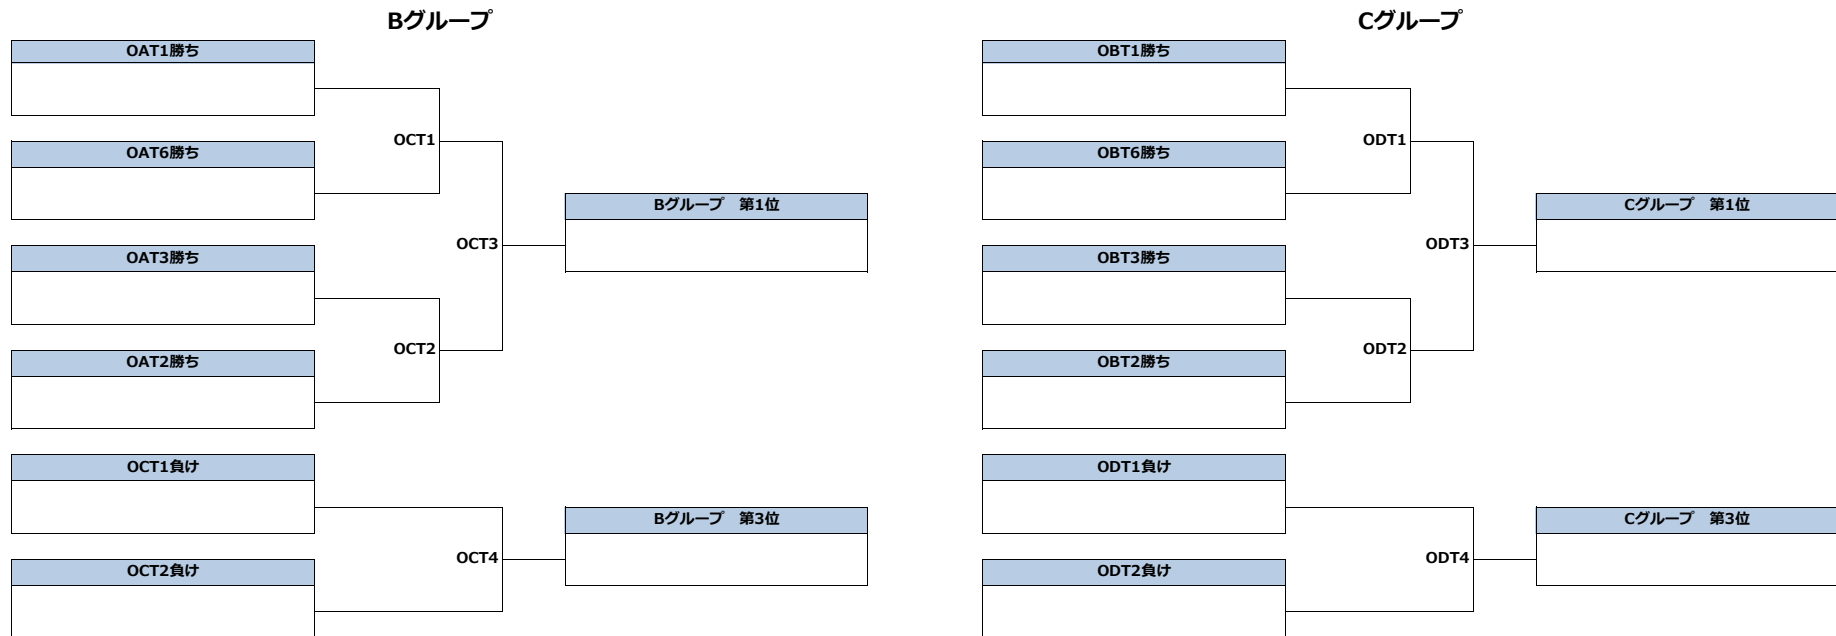 Bグループ
OAT1勝ち
OCT1
OAT6勝ち
Bグループ　第1位
OCT3
OAT3勝ち
OCT2
OAT2勝ち
OCT1負け
Bグループ　第3位
OCT4
OCT2負け
Cグループ
OBT1勝ち
ODT1
OBT6勝ち
Cグループ　第1位
ODT3
OBT3勝ち
ODT2
OBT2勝ち
ODT1負け
Cグループ　第3位
ODT4
ODT2負け